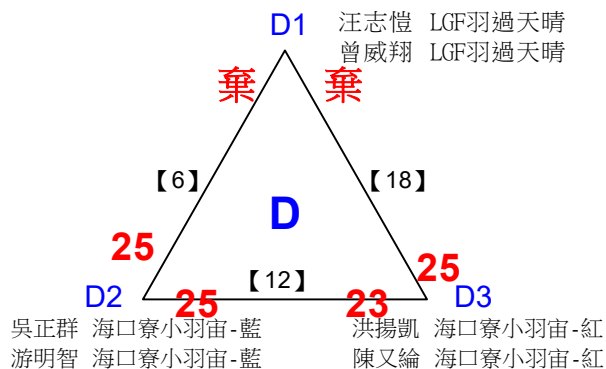 D1
汪志愷 LGF羽過天晴
曾威翔 LGF羽過天晴
棄 棄
【6】 【18】
D
25 25
【12】
D2 25 23 D3
吳正群 海口寮小羽宙-藍 洪揚凱 海口寮小羽宙-紅
游明智 海口寮小羽宙-藍 陳又綸 海口寮小羽宙-紅